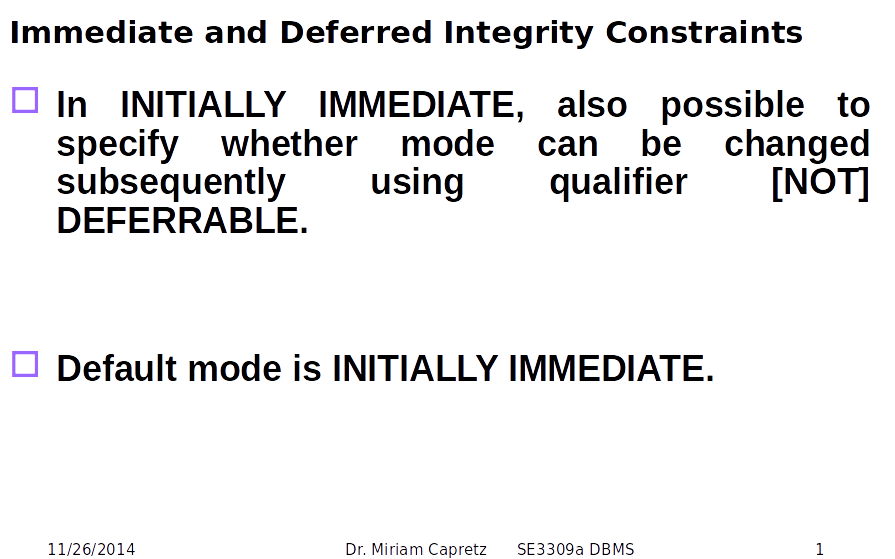 Immediate and Deferred Integrity Constraints
In INITIALLY IMMEDIATE, also possible to
specify whether mode can be changed
subsequently using qualifier [NOT]
DEFERRABLE.
Default mode is INITIALLY IMMEDIATE.
11/26/2014 Dr. Miriam Capretz SE3309a DBMS 1